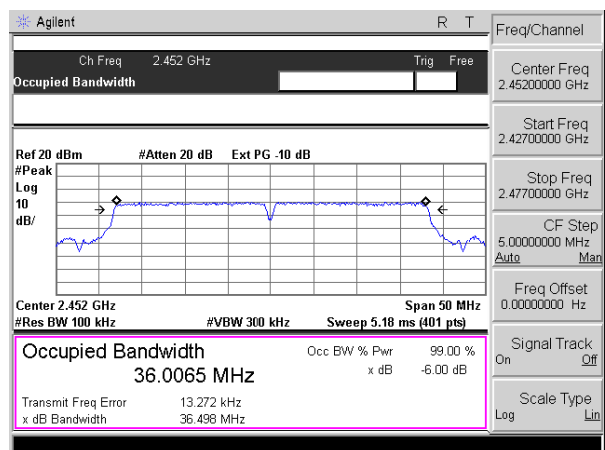 Agilent R T
Ch Freq 2.452 GHz Trig Free
Occupied Bandwidth
Ref 20 dBm #Atten 20 dB Ext PG -10 dB
#Peak
Log
10
dB/
Center 2.452 GHz Span 50 MHz
#Res BW 100 kHz #VBW 300 kHz Sweep 5.18 ms (401 pts)
Occupied Bandwidth Occ BW % Pwr 99.00 %
36.0065 MHz x dB -6.00 dB
Transmit Freq Error 13.272 kHz
x dB Bandwidth 36.498 MHz
Freq/Channel
Center Freq
2.45200000 GHz
Start Freq
2.42700000 GHz
Stop Freq
2.47700000 GHz
CF Step
5.00000000 MHz
Auto Man
Freq Offset
0.00000000 Hz
Signal Track
On Off
Scale Type
Log Lin